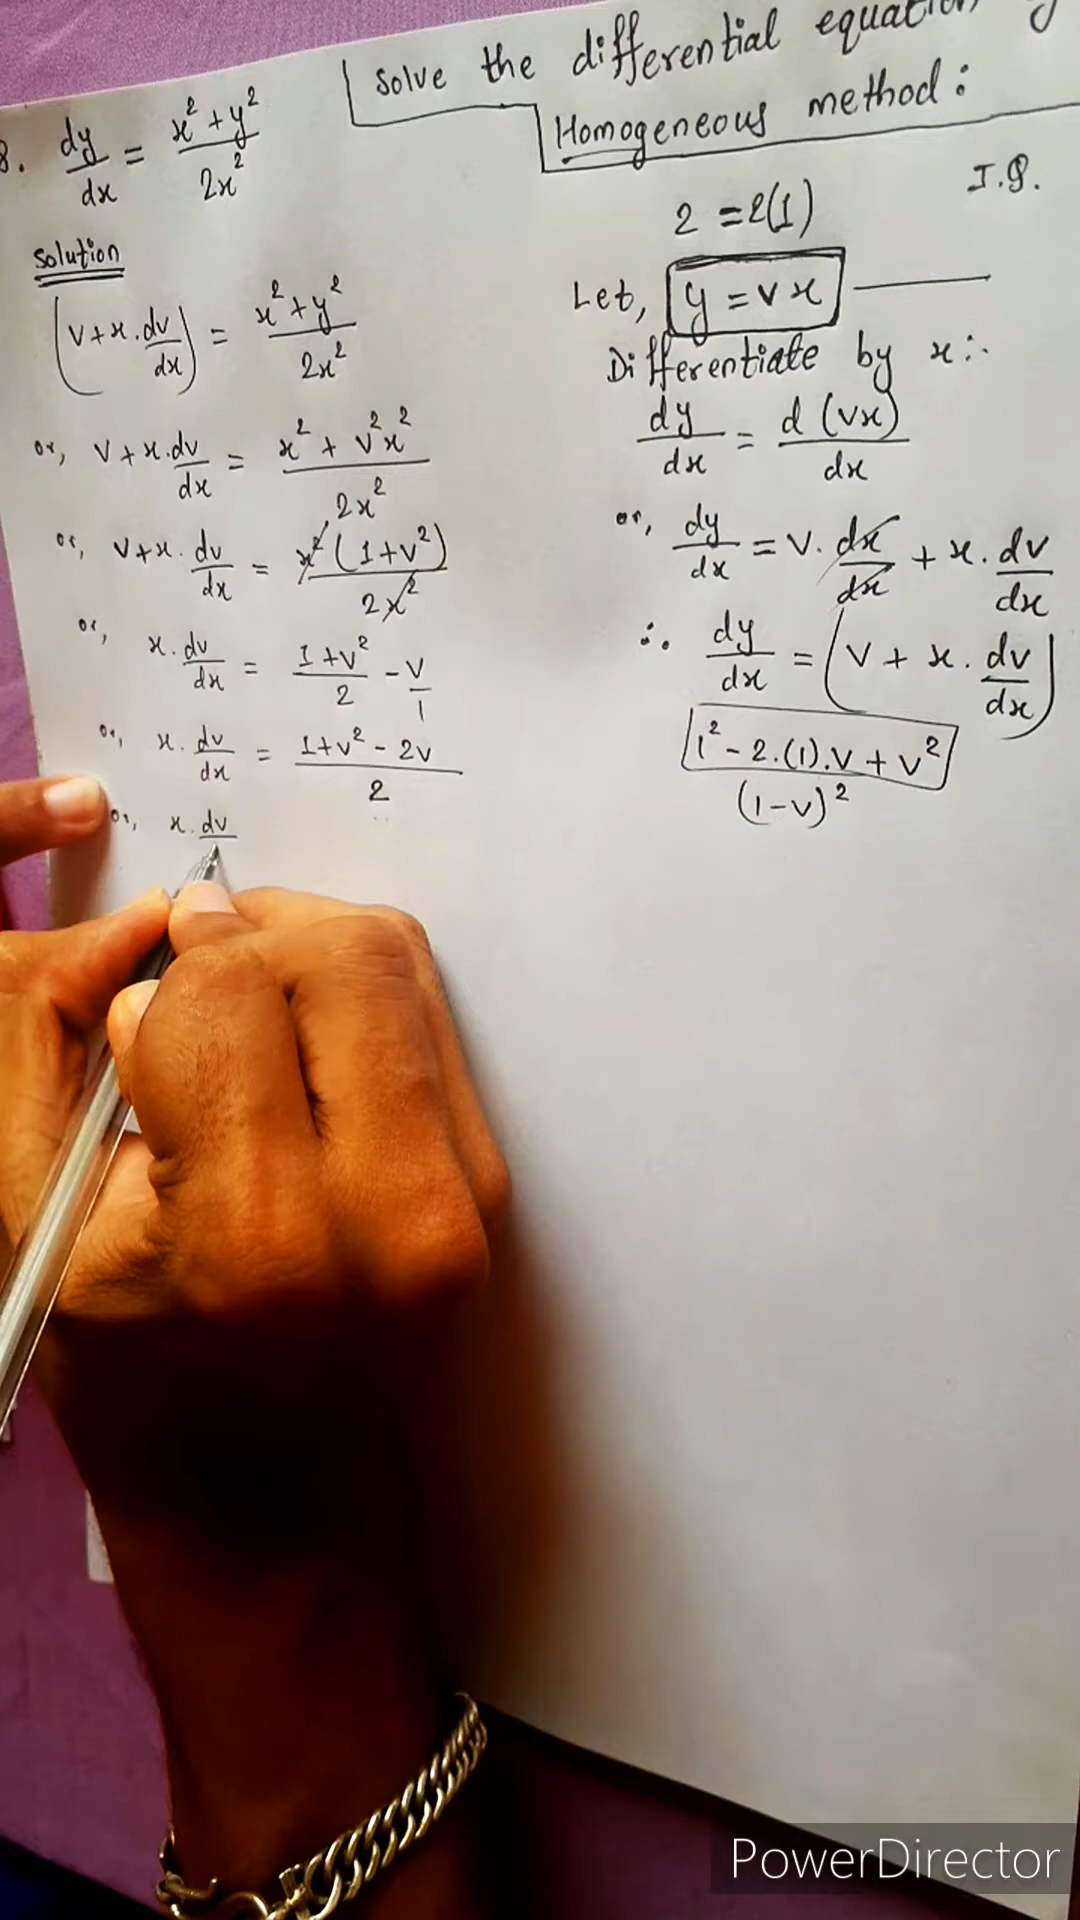 Solve the differential equation
Homogeneous method:
8. dy/dx = x² + y² / 2x²
I.g.
Solution
(v + x . dv/dx) = x² + y² / 2x²
or, v + x . dv/dx = x² + v²x² / 2x²
or, v + x . dv/dx = x² (1 + v²) / 2x²
or, x . dv/dx = 1 + v² / 2 - v/1
or, x . dv/dx = 1 + v² - 2v / 2
or, x . dv
2 = 2(1)
Let, y = vx
Differentiate by x :.
dy/dx = d (vx) / dx
or, dy/dx = v . dx/dx + x . dv/dx
∴ dy/dx = (v + x . dv/dx)
1² - 2.(1).v + v²
(1-v)²
PowerDirector